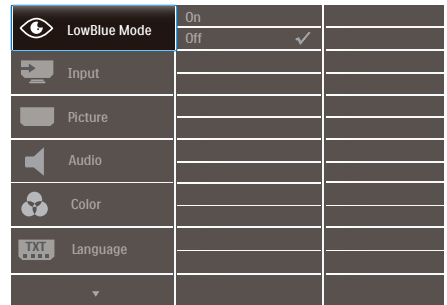 LowBlue Mode
On
Off
Input
Picture
Audio
Color
TXT
Language